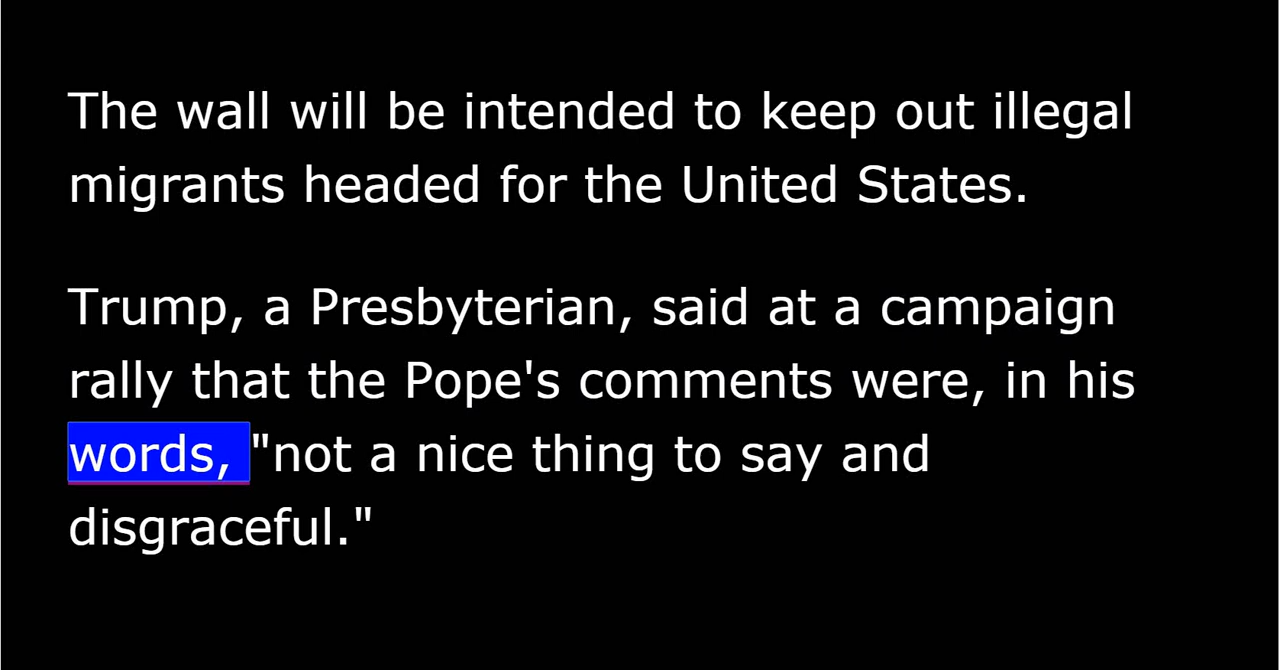 The wall will be intended to keep out illegal
migrants headed for the United States.
Trump, a Presbyterian, said at a campaign
rally that the Pope's comments were, in his
words, "not a nice thing to say and
disgraceful."